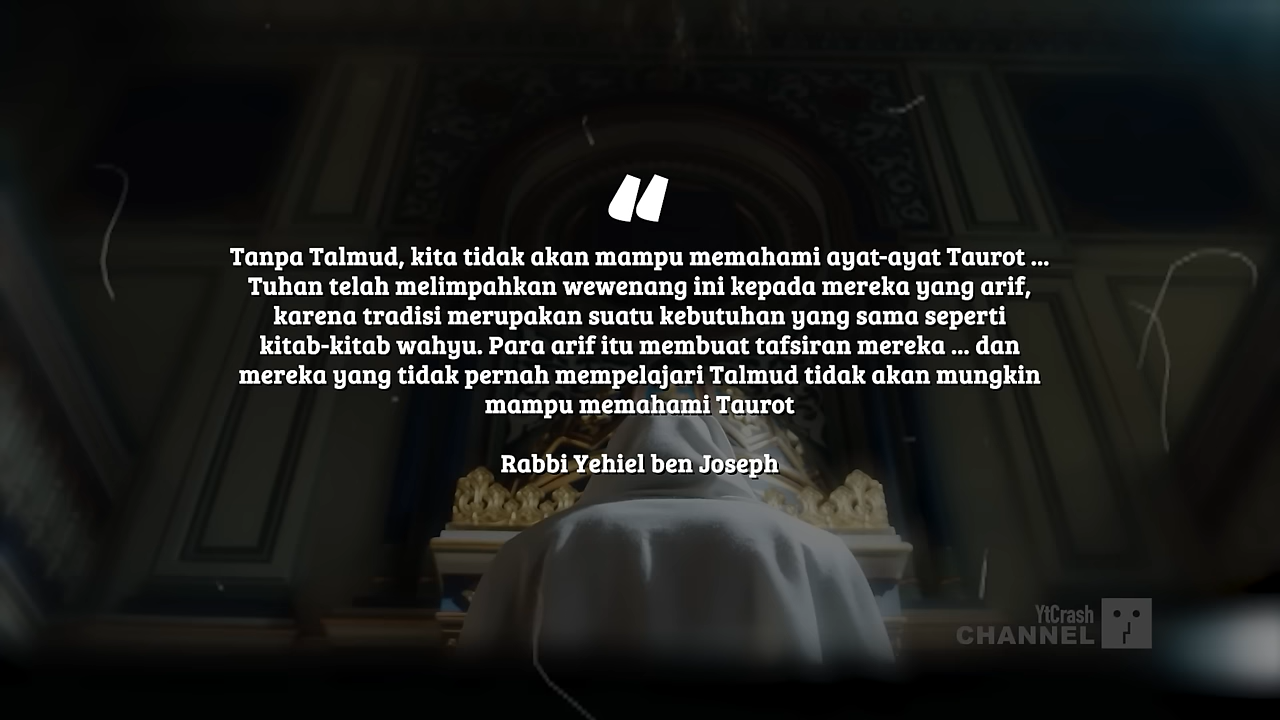 “
Tanpa Talmud, kita tidak akan mampu memahami ayat-ayat Taurot ...
Tuhan telah melimpahkan wewenang ini kepada mereka yang arif,
karena tradisi merupakan suatu kebutuhan yang sama seperti
kitab-kitab wahyu. Para arif itu membuat tafsiran mereka ... dan
mereka yang tidak pernah mempelajari Talmud tidak akan mungkin
mampu memahami Taurot
Rabbi Yehiel ben Joseph
YtCrash
CHANNEL